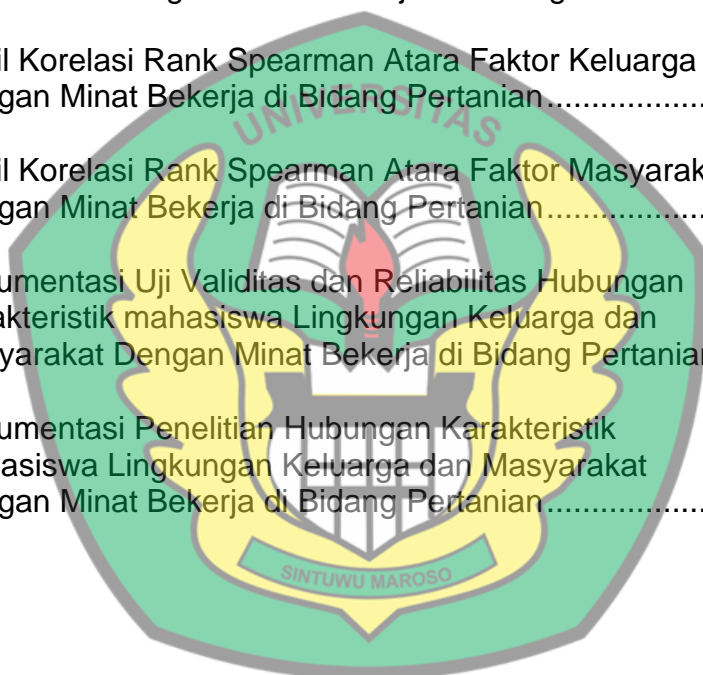 il Korelasi Rank Spearman Atara Faktor Keluarga
gan Minat Bekerja di Bidang Pertanian
UNIVERSITAS
il Korelasi Rank Spearman Atara Faktor Masyarak
gan Minat Bekerja di Bidang Pertanian
umentasi Uji Validitas dan Reliabilitas Hubungan
akteristik mahasiswa Lingkungan Keluarga dan
yarakat Dengan Minat Bekerja di Bidang Pertanian
umentasi Penelitian Hubungan Karakteristik
asiswa Lingkungan Keluarga dan Masyarakat
gan Minat Bekerja di Bidang Pertanian
SINTUWU MAROSO